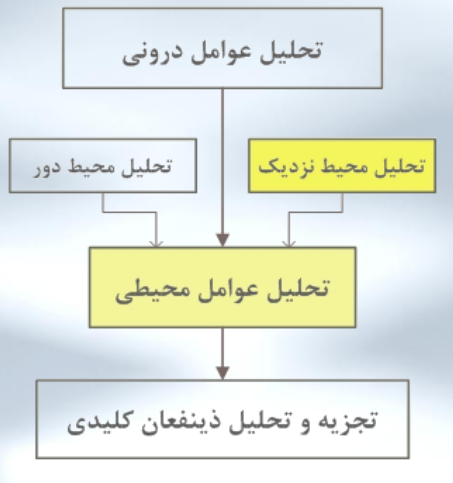 تحلیل عوامل درونی
تحلیل محیط نزدیک
تحلیل محیط دور
تحلیل عوامل محیطی
تجزیه و تحلیل ذینفعان کلیدی